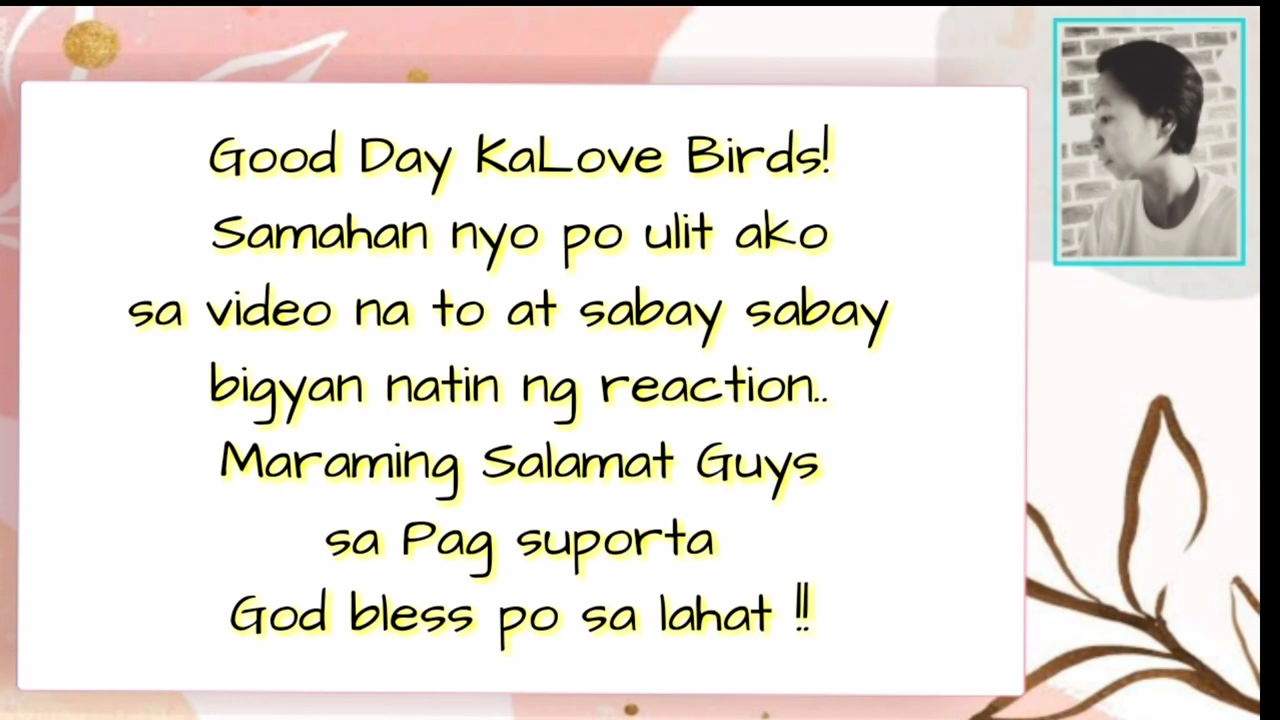 Good Day KaLove Birds!
Samahan nyo po ulit ako
sa video na to at sabay sabay
bigyan natin ng reaction..
Maraming Salamat Guys
sa Pag suporta
God bless po sa lahat !!